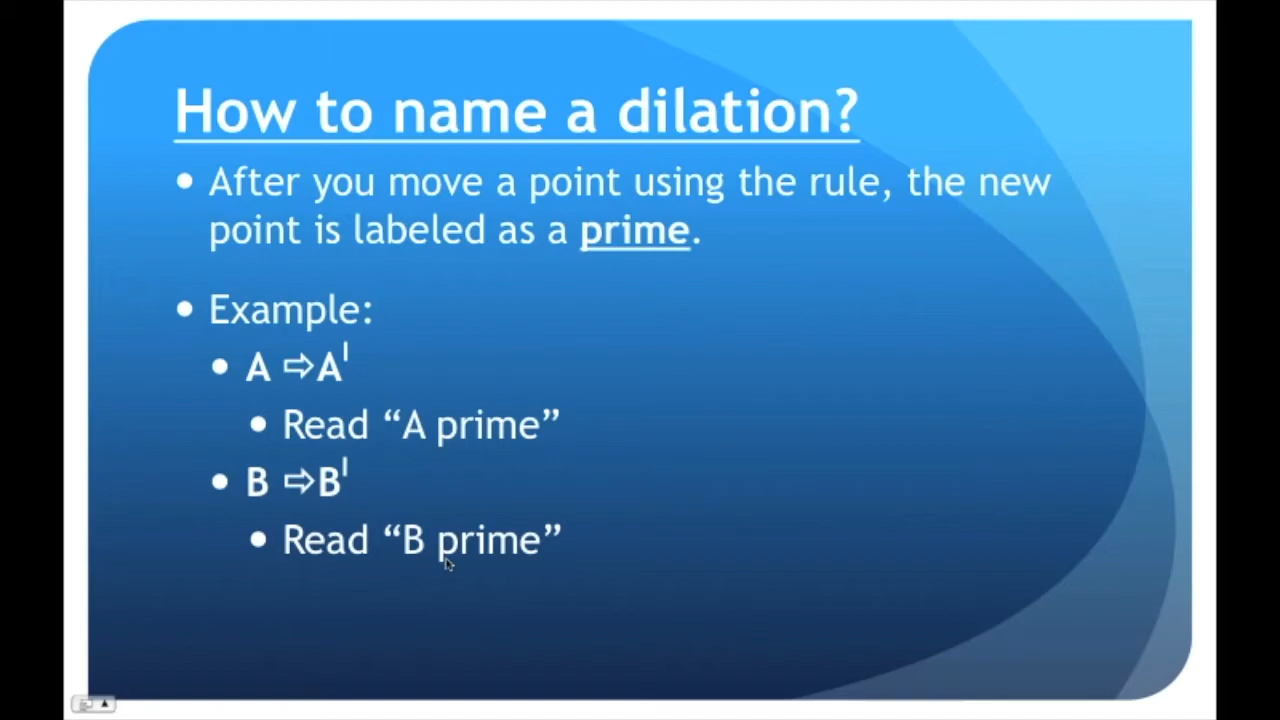 How to name a dilation?
• After you move a point using the rule, the new
point is labeled as a prime.
• Example:
• A ⇨A'
• Read “A prime”
• B ⇨B'
• Read “B prime”